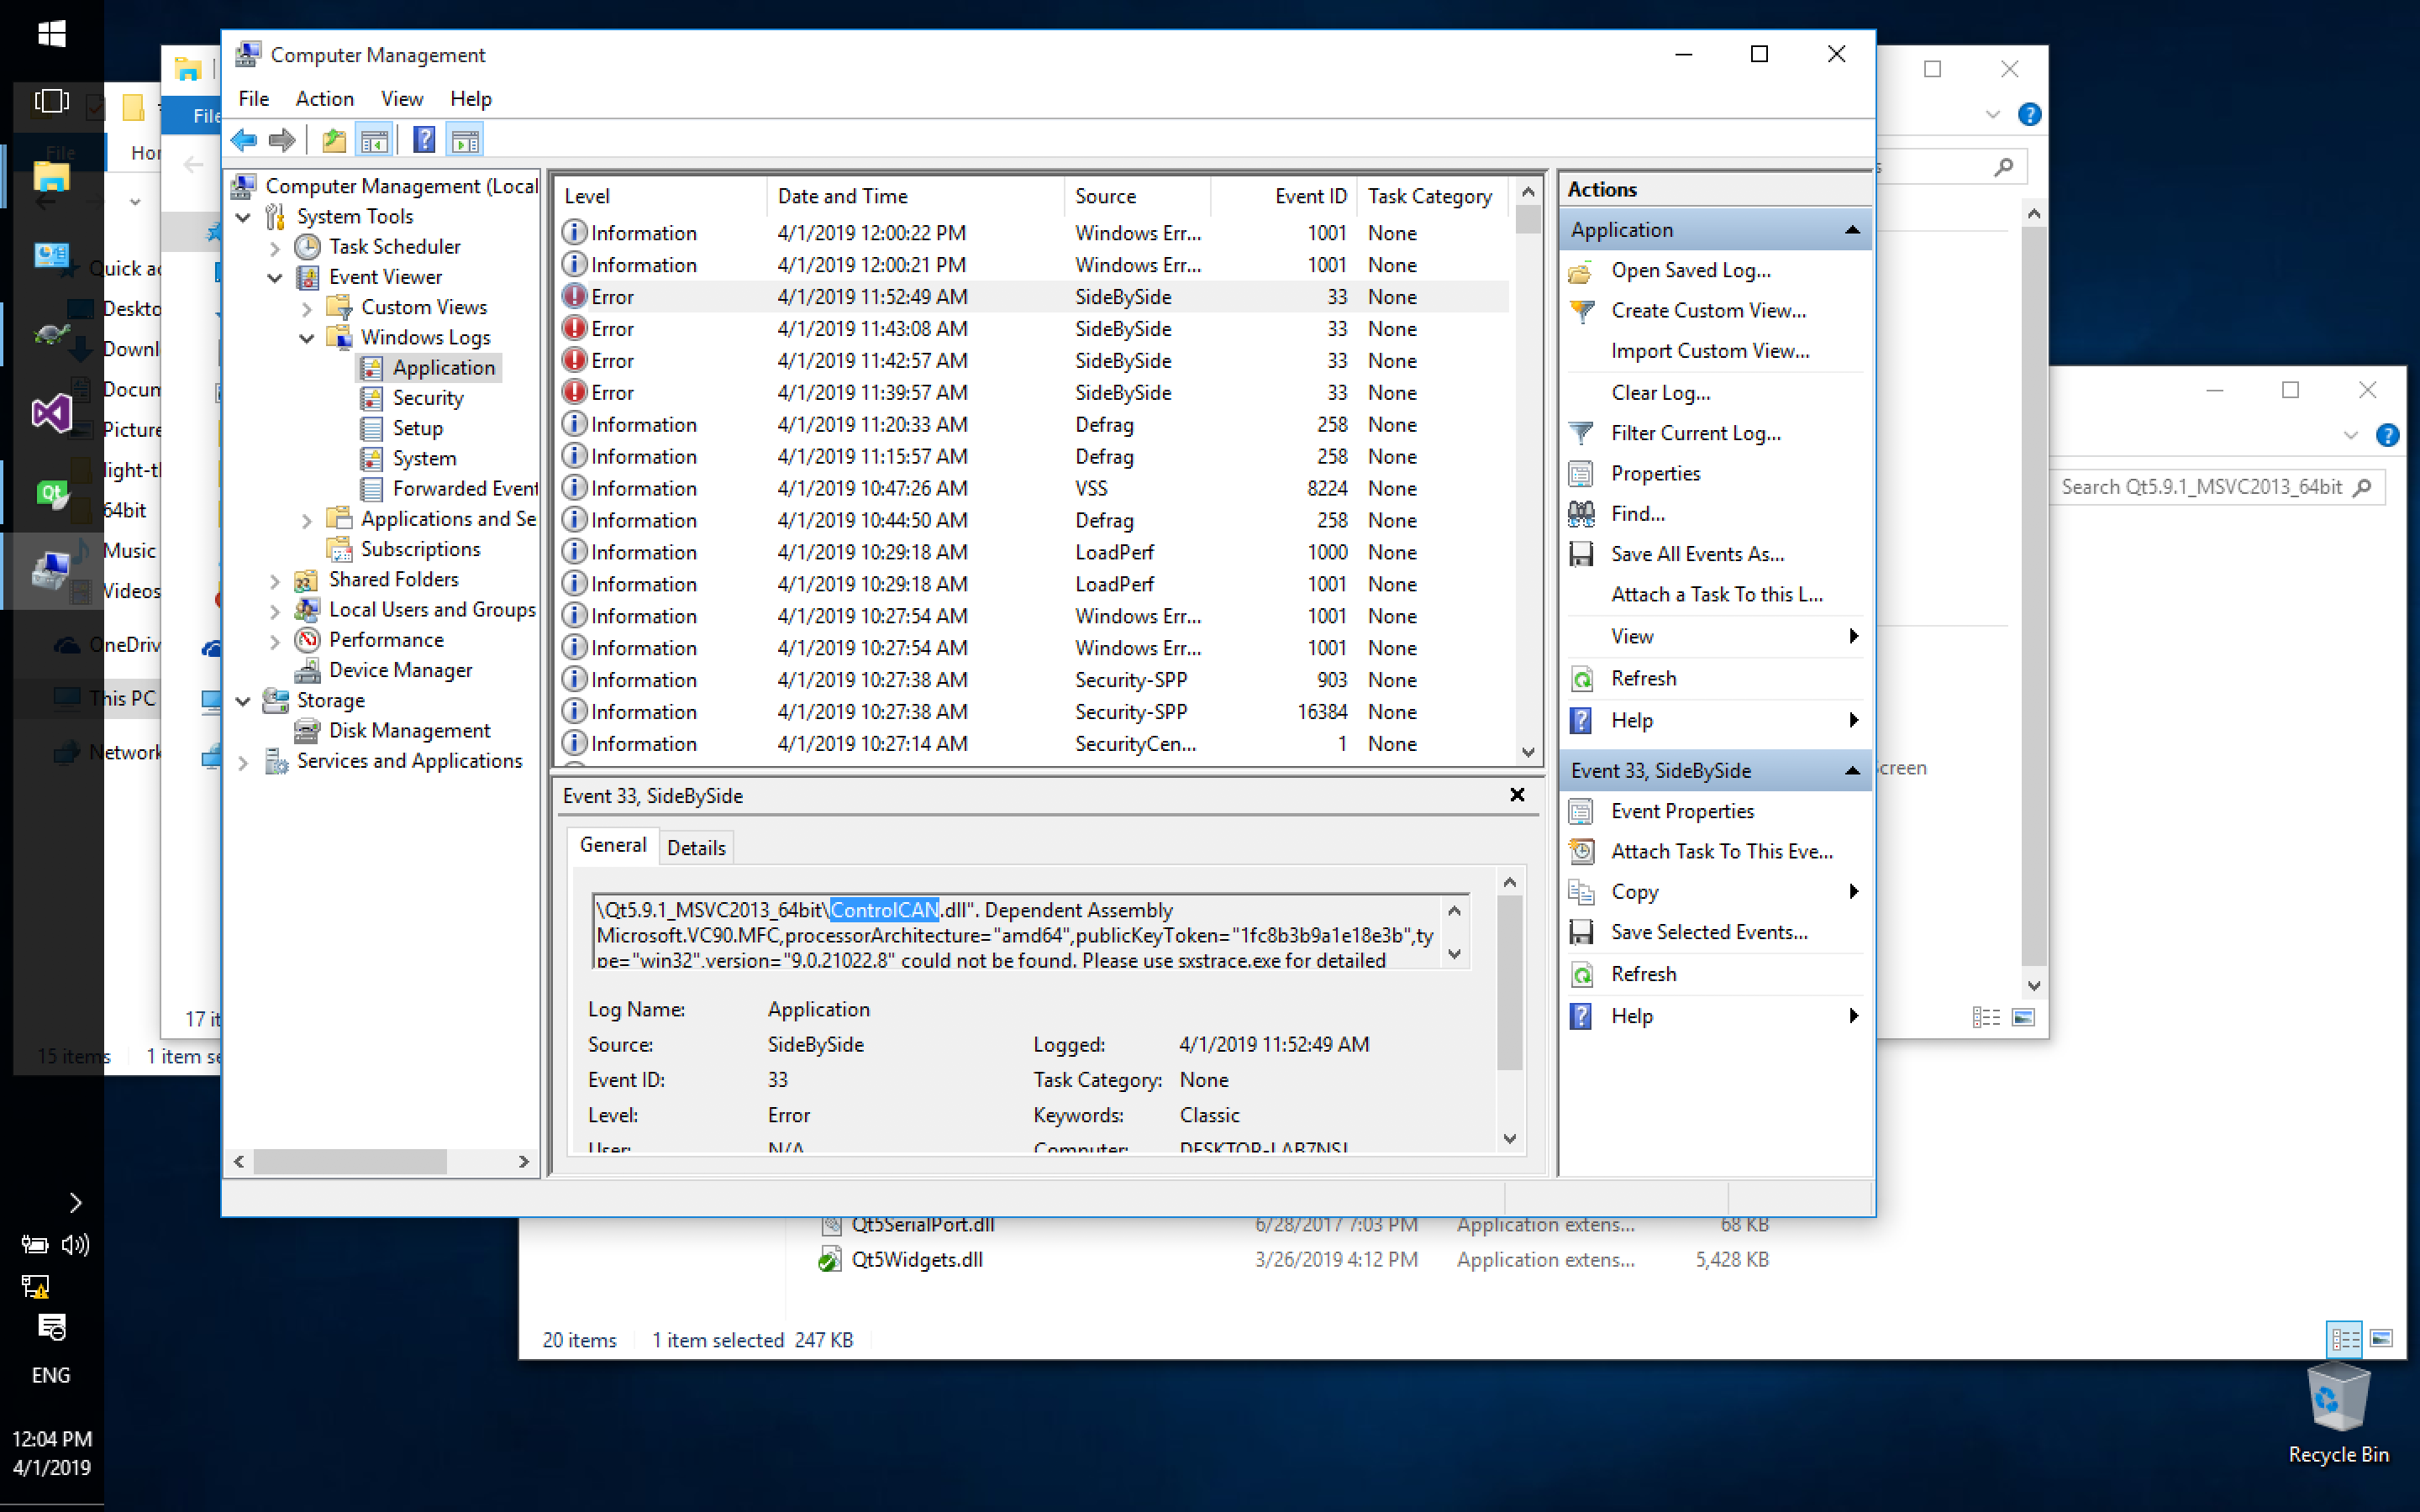 Computer Management
File Action View Help
Computer Management (Local
System Tools
Task Scheduler
Event Viewer
Custom Views
Windows Logs
Application
Security
Setup
System
Forwarded Event
Applications and Se
Subscriptions
Shared Folders
Local Users and Groups
Performance
Device Manager
Storage
Disk Management
Services and Applications
Level Date and Time Source Event ID Task Category
Information 4/1/2019 12:00:22 PM Windows Err... 1001 None
Information 4/1/2019 12:00:21 PM Windows Err... 1001 None
Error 4/1/2019 11:52:49 AM SideBySide 33 None
Error 4/1/2019 11:43:08 AM SideBySide 33 None
Error 4/1/2019 11:42:57 AM SideBySide 33 None
Error 4/1/2019 11:39:57 AM SideBySide 33 None
Information 4/1/2019 11:20:33 AM Defrag 258 None
Information 4/1/2019 11:15:57 AM Defrag 258 None
Information 4/1/2019 10:47:26 AM VSS 8224 None
Information 4/1/2019 10:44:50 AM Defrag 258 None
Information 4/1/2019 10:29:18 AM LoadPerf 1000 None
Information 4/1/2019 10:29:18 AM LoadPerf 1001 None
Information 4/1/2019 10:27:54 AM Windows Err... 1001 None
Information 4/1/2019 10:27:54 AM Windows Err... 1001 None
Information 4/1/2019 10:27:38 AM Security-SPP 903 None
Information 4/1/2019 10:27:38 AM Security-SPP 16384 None
Information 4/1/2019 10:27:14 AM SecurityCen... 1 None
Event 33, SideBySide
General Details
\Qt5.9.1_MSVC2013_64bit\ControlCAN.dll". Dependent Assembly
Microsoft.VC90.MFC,processorArchitecture="amd64",publicKeyToken="1fc8b3b9a1e18e3b",ty
pe="win32",version="9.0.21022.8" could not be found. Please use sxstrace.exe for detailed
Log Name: Application
Source: SideBySide Logged: 4/1/2019 11:52:49 AM
Event ID: 33 Task Category: None
Level: Error Keywords: Classic
User: N/A Computer: DESKTOP-LAB7NSJ
Actions
Application
Open Saved Log...
Create Custom View...
Import Custom View...
Clear Log...
Filter Current Log...
Properties
Find...
Save All Events As...
Attach a Task To this L...
View
Refresh
Help
Event 33, SideBySide
Event Properties
Attach Task To This Eve...
Copy
Save Selected Events...
Refresh
Help
File Hor
File
Quick ac
Deskto
Downl
Docum
Picture
light-th
64bit
Music
Videos
OneDriv
This PC
Network
17 it
15 items 1 item se
creen
Search Qt5.9.1_MSVC2013_64bit
Qt5SerialPort.dll 6/28/2017 7:03 PM Application extens... 68 KB
Qt5Widgets.dll 3/26/2019 4:12 PM Application extens... 5,428 KB
20 items 1 item selected 247 KB
Qt
ENG
12:04 PM
4/1/2019
Recycle Bin